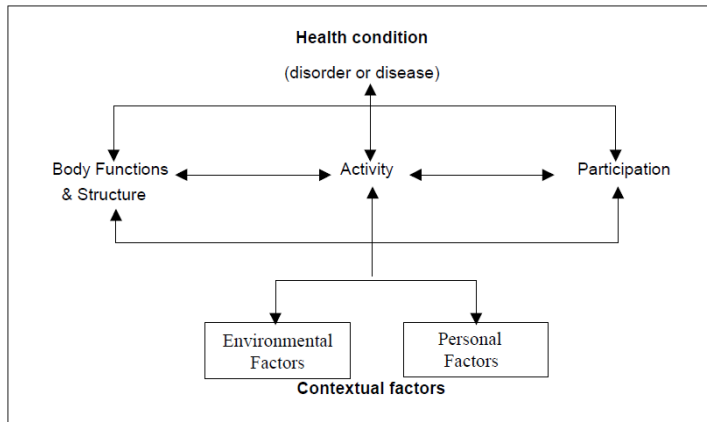 Health condition
(disorder or disease)
Body Functions
& Structure
Activity
Participation
Environmental
Factors
Personal
Factors
Contextual factors